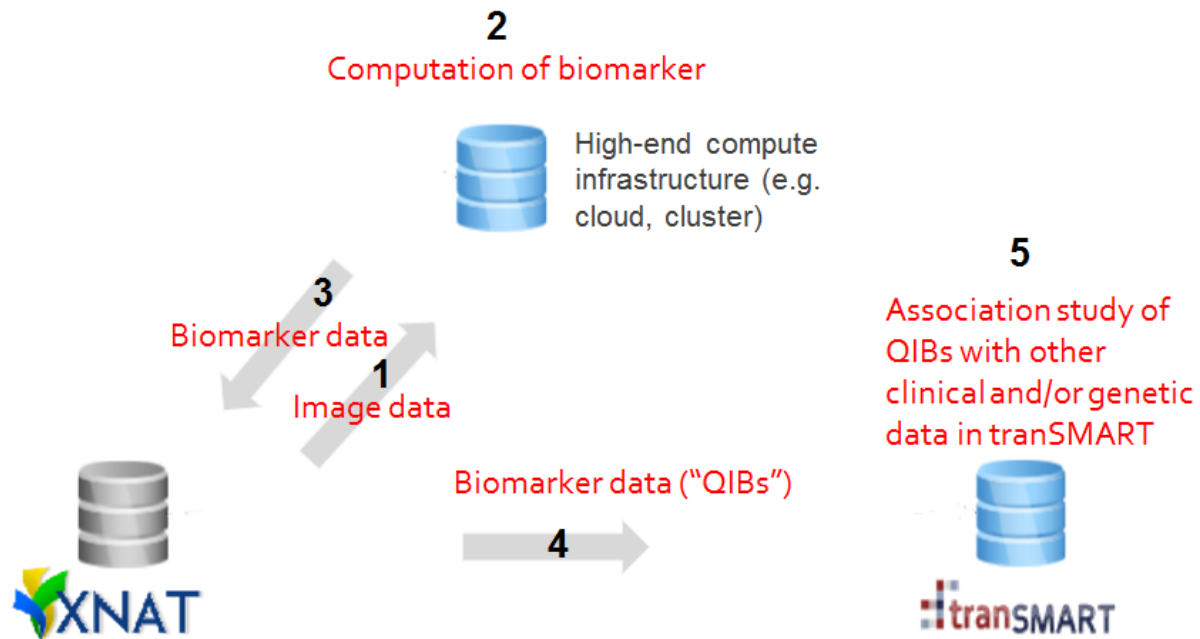 2
Computation of biomarker
High-end compute
infrastructure (e.g.
cloud, cluster)
5
3
Biomarker data
Association study of
QIBs with other
clinical and/or genetic
data in tranSMART
1
Image data
Biomarker data (“QIBs”)
4
XNAT
tranSMART